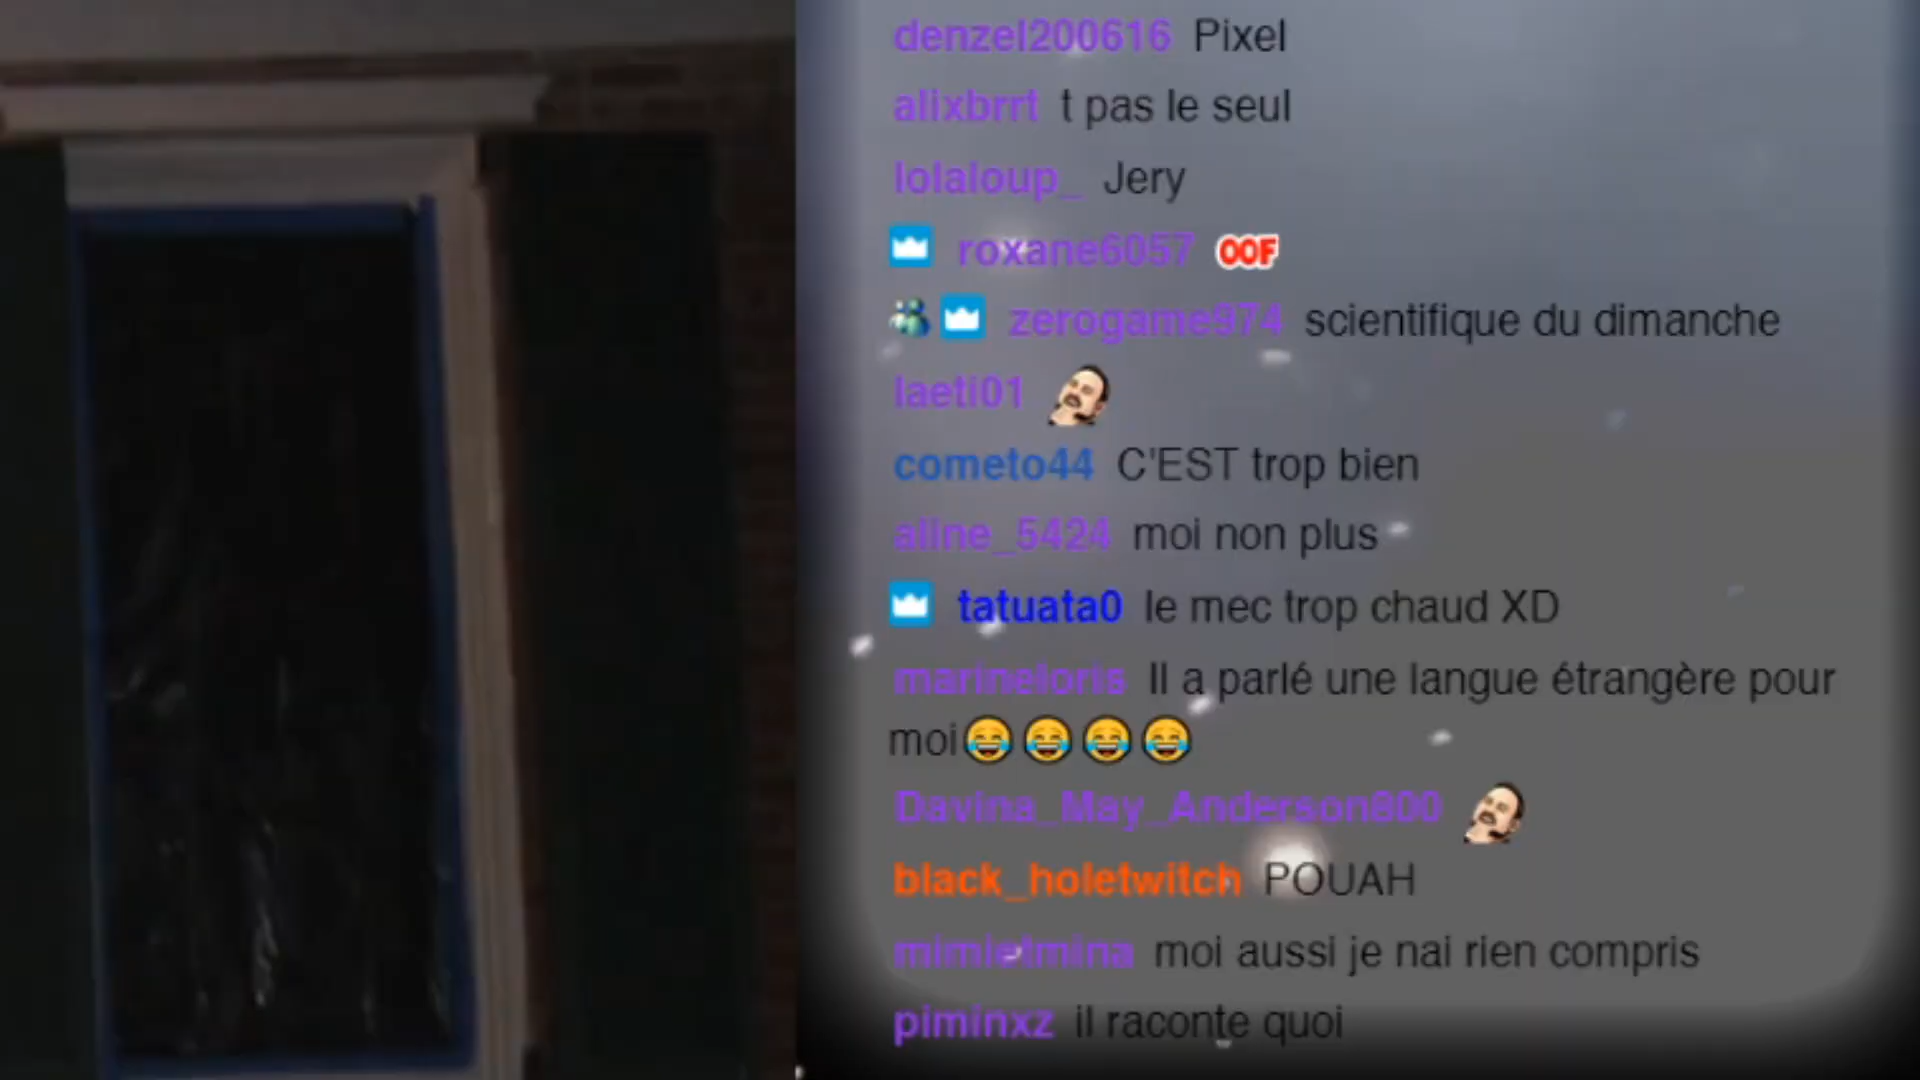 denzel200616 Pixel
alixbrrt t pas le seul
lolaloup_ Jery
roxane6057 OOF
zerogame974 scientifique du dimanche
laeti01
cometo44 C'EST trop bien
aline_5424 moi non plus
tatuata0 le mec trop chaud XD
marineloris Il a parlé une langue étrangère pour
moi😂😂😂😂
Davina_May_Anderson800
black_holetwitch POUAH
mimietmina moi aussi je nai rien compris
piminxz il raconte quoi